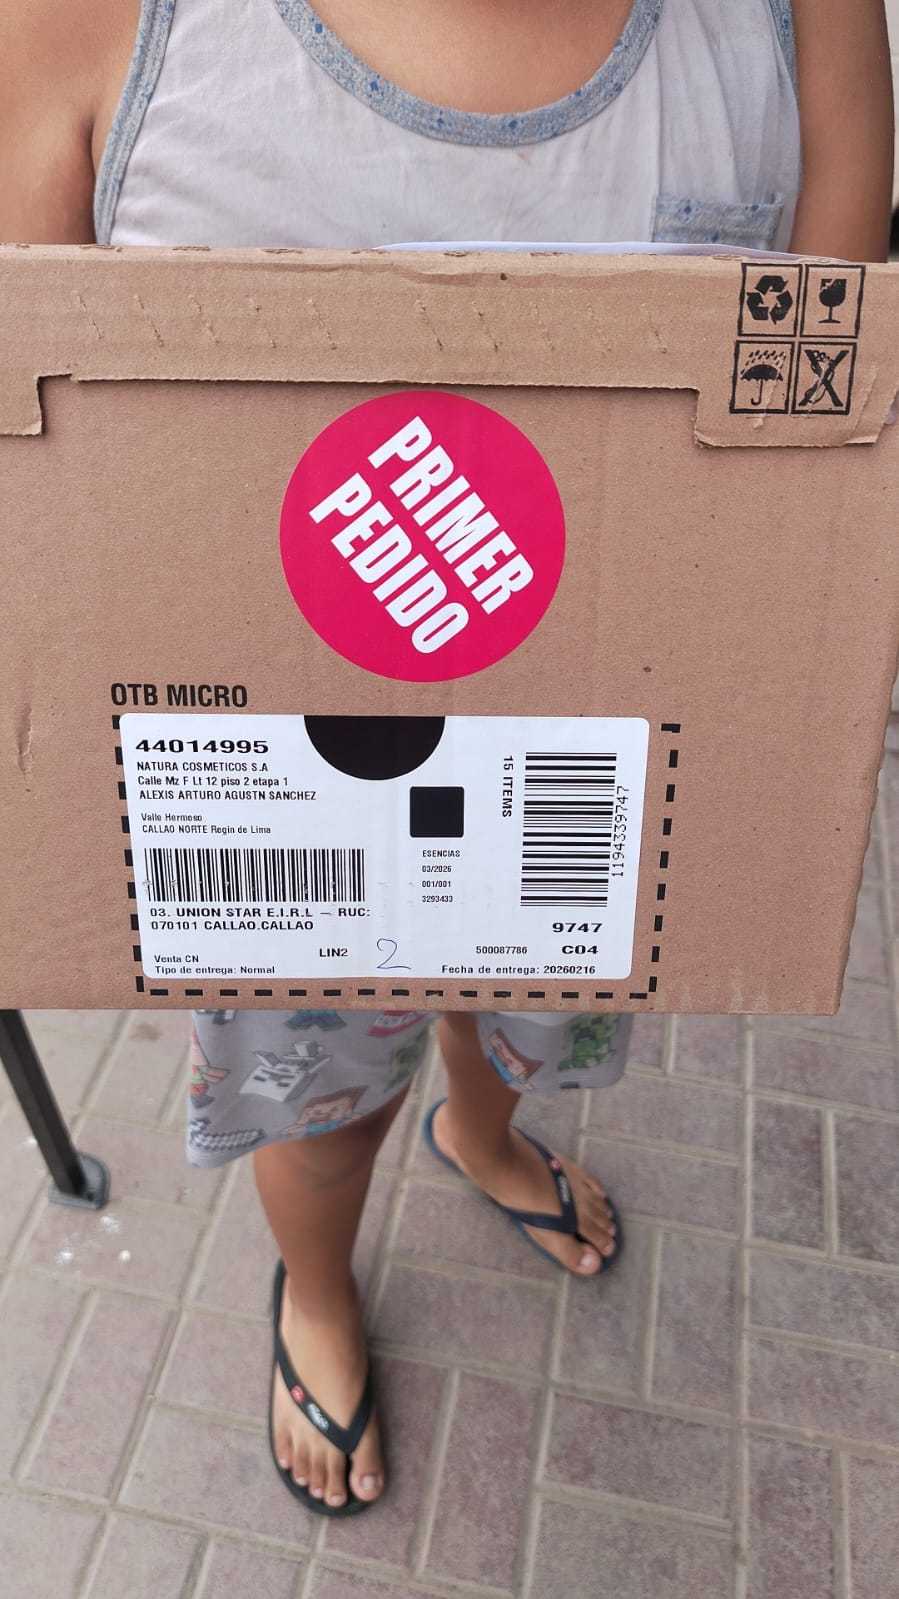 PRIMER
PEDIDO
OTB MICRO
44014995
NATURA COSMETICOS S.A
Calle Mz F Lt 12 piso 2 etapa 1
ALEXIS ARTURO AGUSTN SANCHEZ
Valle Hermoso
CALLAO NORTE Regin de Lima
15 ITEMS
1194339747
ESENCIAS
03/2026
001/001
3293433
03. UNION STAR E.I.R.L – RUC:
070101 CALLAO.CALLAO
9747
Venta CN
LIN2
2
500087786
C04
Tipo de entrega: Normal
Fecha de entrega: 20260216